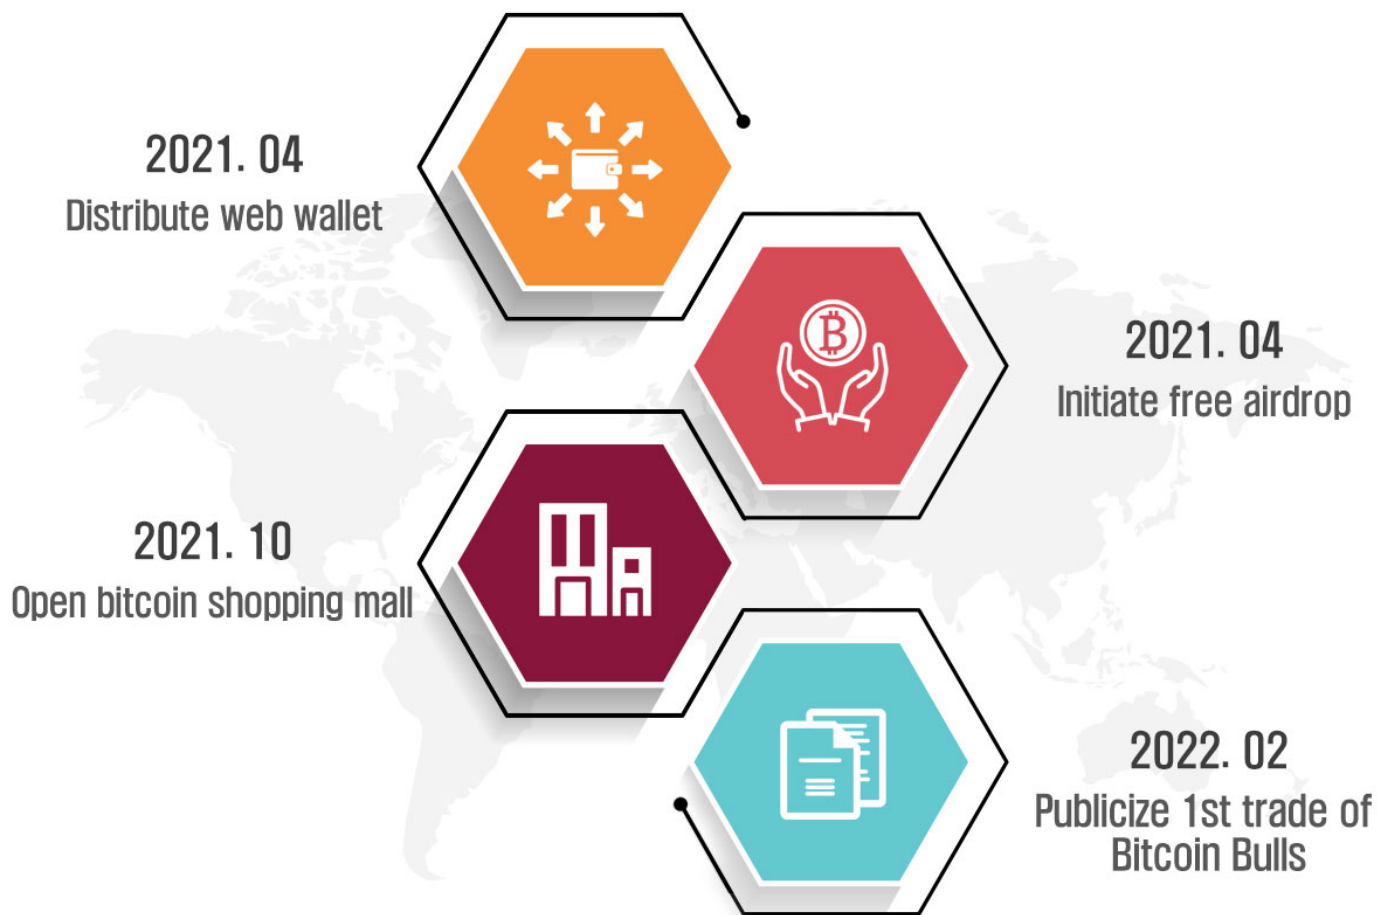 2021. 04
Distribute web wallet
2021. 04
Initiate free airdrop
2021. 10
Open bitcoin shopping mall
2022. 02
Publicize 1st trade of
Bitcoin Bulls